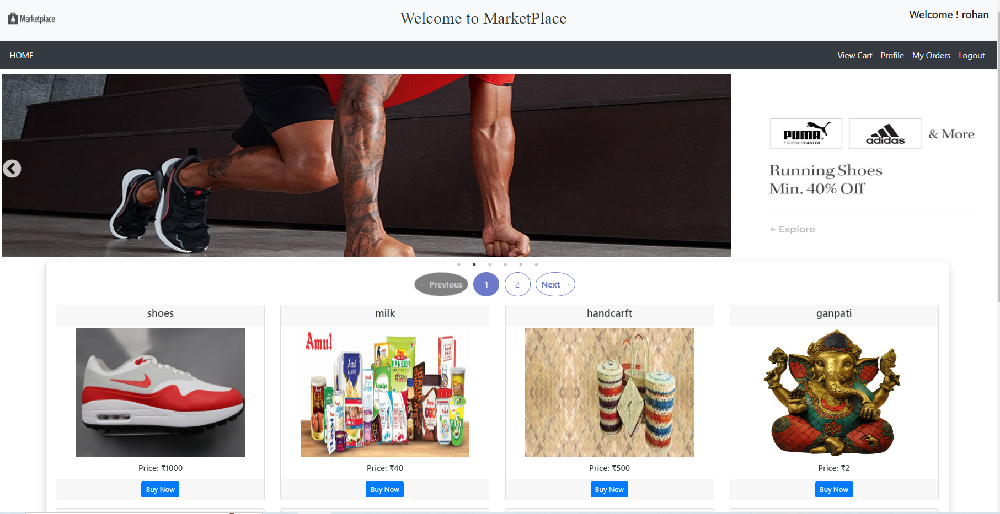 Marketplace
Welcome to MarketPlace
Welcome ! rohan
HOME
View Cart Profile My Orders Logout
PUMA
FOREVERFASTER
adidas
& More
Running Shoes
Min. 40% Off
+ Explore
← Previous 1 2 Next →
shoes
milk
handcarft
ganpati
Amul
Amul
PANEER
Price: ₹1000
Price: ₹40
Price: ₹500
Price: ₹2
Buy Now
Buy Now
Buy Now
Buy Now